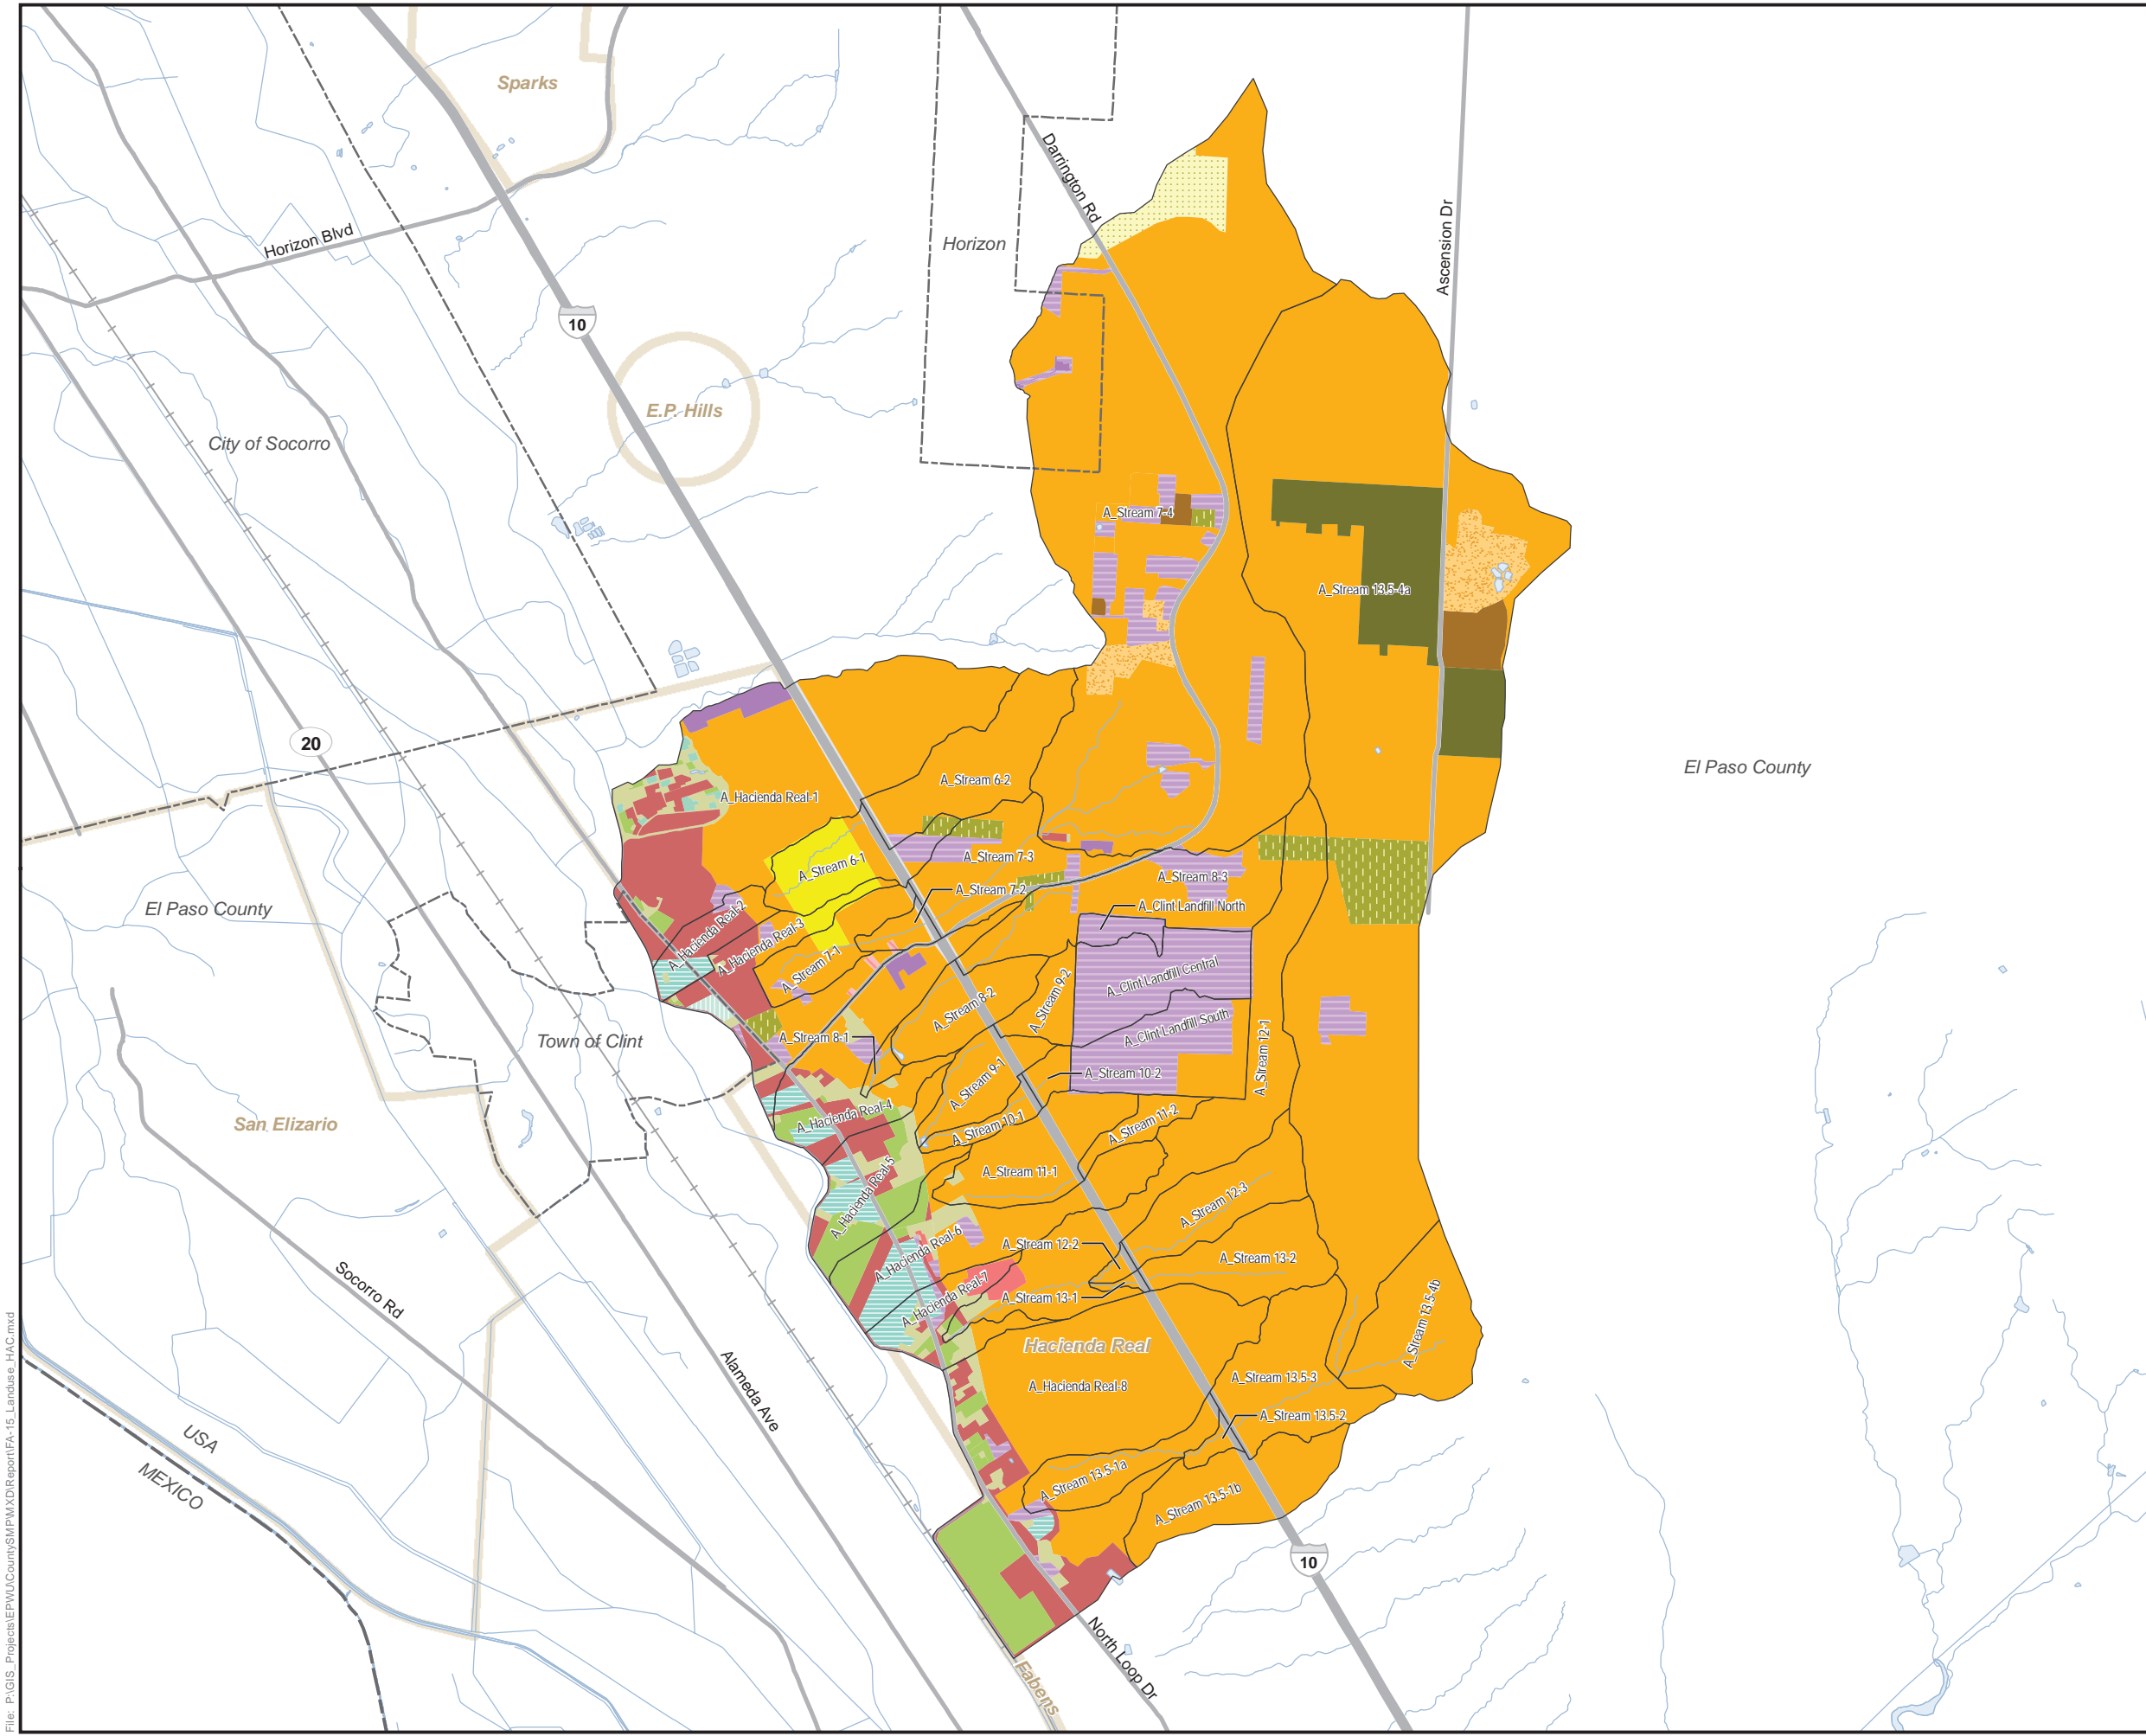 Sparks
Darrington Rd
Ascension Dr
Horizon Blvd
Horizon
10
E.P. Hills
City of Socorro
A_Stream 7-4
A_Stream 13.5-4a
20
El Paso County
A_Stream 6-2
A_Hacienda Real-1
A_Stream 7-3
A_Stream 6-1
A_Stream 8-3
A_Stream 7-2
A_Clint Landfill North
El Paso County
A_Hacienda Real-2
A_Hacienda Real-3
A_Stream 7-1
A_Clint Landfill Central
A_Stream 9-2
A_Stream 8-2
A_Clint Landfill South
Town of Clint
A_Stream 8-1
A_Stream 12-1
A_Stream 10-2
A_Stream 9-1
A_Hacienda Real-4
San Elizario
A_Stream 10-1
A_Stream 11-2
A_Stream 11-1
A_Hacienda Real-5
A_Stream 12-3
A_Hacienda Real-6
A_Stream 12-2
A_Stream 13-2
Socorro Rd
A_Hacienda Real-7
A_Stream 13-1
A_Stream 13.5-4b
Hacienda Real
Alameda Ave
A_Stream 13.5-3
A_Hacienda Real-8
A_Stream 13.5-2
USA
MEXICO
A_Stream 13.5-1a
A_Stream 13.5-1b
10
North Loop Dr
Fabens
File: P:\GIS_Projects\EPWU\CountySMPWMXD\Report\FA-15_Landuse_HAC.mxd